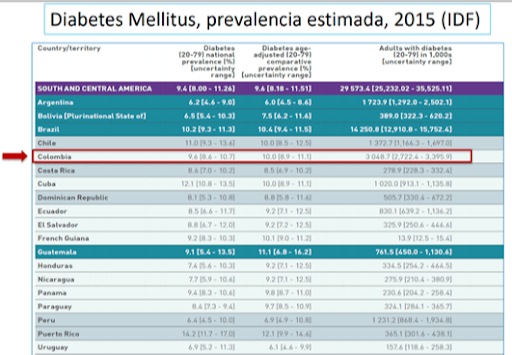 Diabetes Mellitus, prevalencia estimada, 2015 (IDF)
Country/territory
Diabetes (20-79) national prevalence [%] [uncertainty range]
Diabetes age-adjusted (20-79) comparative prevalence [%] [uncertainty range]
Adults with diabetes (20-79) in 1,000s [uncertainty range]
SOUTH AND CENTRAL AMERICA 9.4 [8.00 - 11.26] 9.6 [8.18 - 11.51] 29 573.4 [25,232.02 - 35,525.11]
Argentina 6.2 [4.6 - 9.0] 6.0 [4.5 - 8.6] 1 723.9 [1,292.0 - 2,502.1]
Bolivia [Plurinational State of] 6.5 [5.4 - 10.3] 7.5 [6.2 - 11.6] 389.0 [322.3 - 620.2]
Brazil 10.2 [9.3 - 11.3] 10.4 [9.4 - 11.5] 14 250.8 [12,910.8 - 15,752.4]
Chile 11.0 [9.3 - 13.6] 10.0 [8.5 - 12.5] 1 372.7 [1,166.3 - 1,697.0]
Colombia 9.6 [8.6 - 10.7] 10.0 [8.9 - 11.1] 3 048.7 [2,722.4 - 3,395.9]
Costa Rica 8.6 [7.0 - 10.2] 8.5 [6.9 - 10.2] 278.9 [228.3 - 332.4]
Cuba 12.1 [10.8 - 13.5] 10.0 [8.9 - 11.1] 1 020.0 [913.1 - 1,135.8]
Dominican Republic 8.1 [5.3 - 10.8] 8.8 [5.8 - 11.6] 505.7 [330.4 - 672.2]
Ecuador 8.5 [6.6 - 11.7] 9.2 [7.1 - 12.5] 830.1 [639.2 - 1,136.2]
El Salvador 8.8 [6.7 - 12.0] 9.2 [7.2 - 12.5] 325.9 [250.6 - 446.4]
French Guiana 9.2 [8.3 - 10.3] 10.1 [9.0 - 11.2] 13.9 [12.5 - 15.4]
Guatemala 9.1 [5.4 - 13.5] 11.1 [6.8 - 16.2] 761.5 [450.0 - 1,130.6]
Honduras 7.4 [5.6 - 10.3] 9.2 [7.1 - 12.5] 334.5 [254.2 - 464.5]
Nicaragua 7.7 [5.9 - 10.6] 9.2 [7.1 - 12.5] 275.9 [210.4 - 380.9]
Panama 9.4 [8.3 - 10.6] 9.8 [8.7 - 11.0] 230.6 [204.2 - 258.4]
Paraguay 8.4 [7.3 - 9.4] 9.7 [8.5 - 10.9] 324.1 [284.1 - 365.7]
Peru 6.4 [4.5 - 10.0] 6.9 [4.9 - 10.8] 1 231.2 [868.4 - 1,934.8]
Puerto Rico 14.2 [11.7 - 17.0] 12.1 [9.9 - 14.6] 365.1 [301.6 - 438.1]
Uruguay 6.9 [5.2 - 11.3] 6.1 [4.6 - 9.9] 157.6 [118.6 - 258.3]